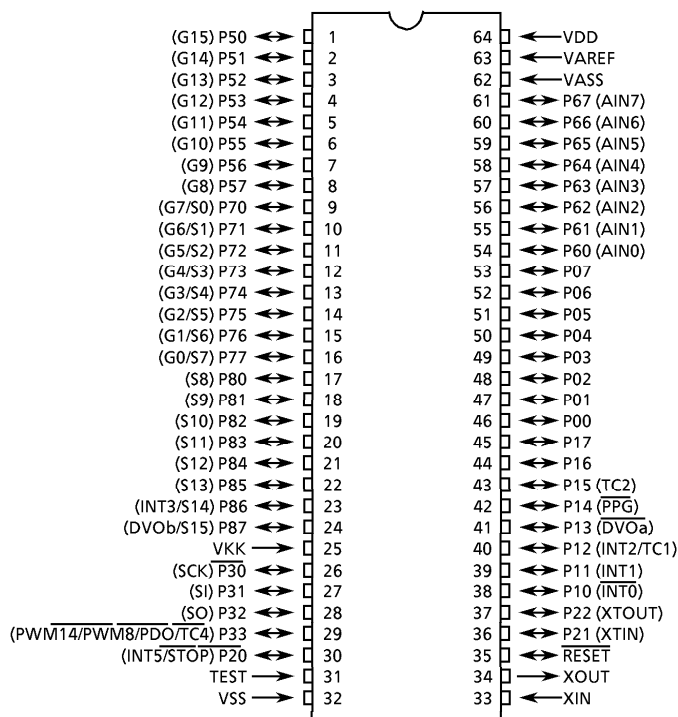 (G15) P50 1 64 VDD
(G14) P51 2 63 VAREF
(G13) P52 3 62 VASS
(G12) P53 4 61 P67 (AIN7)
(G11) P54 5 60 P66 (AIN6)
(G10) P55 6 59 P65 (AIN5)
(G9) P56 7 58 P64 (AIN4)
(G8) P57 8 57 P63 (AIN3)
(G7/S0) P70 9 56 P62 (AIN2)
(G6/S1) P71 10 55 P61 (AIN1)
(G5/S2) P72 11 54 P60 (AIN0)
(G4/S3) P73 12 53 P07
(G3/S4) P74 13 52 P06
(G2/S5) P75 14 51 P05
(G1/S6) P76 15 50 P04
(G0/S7) P77 16 49 P03
(S8) P80 17 48 P02
(S9) P81 18 47 P01
(S10) P82 19 46 P00
(S11) P83 20 45 P17
(S12) P84 21 44 P16
(S13) P85 22 43 P15 (TC2)
(INT3/S14) P86 23 42 P14 (PPG)
(DVOb/S15) P87 24 41 P13 (DVOa)
VKK 25 40 P12 (INT2/TC1)
(SCK) P30 26 39 P11 (INT1)
(SI) P31 27 38 P10 (INT0)
(SO) P32 28 37 P22 (XTOUT)
(PWM14/PWM8/PDO/TC4) P33 29 36 P21 (XTIN)
(INT5/STOP) P20 30 35 RESET
TEST 31 34 XOUT
VSS 32 33 XIN